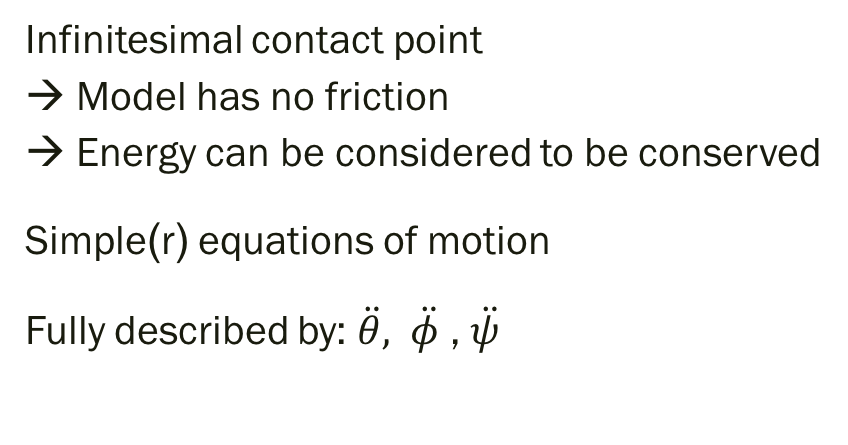 Infinitesimal contact point
→ Model has no friction
→ Energy can be considered to be conserved
Simple(r) equations of motion
Fully described by: θ̈, ϕ̈ , ψ̈